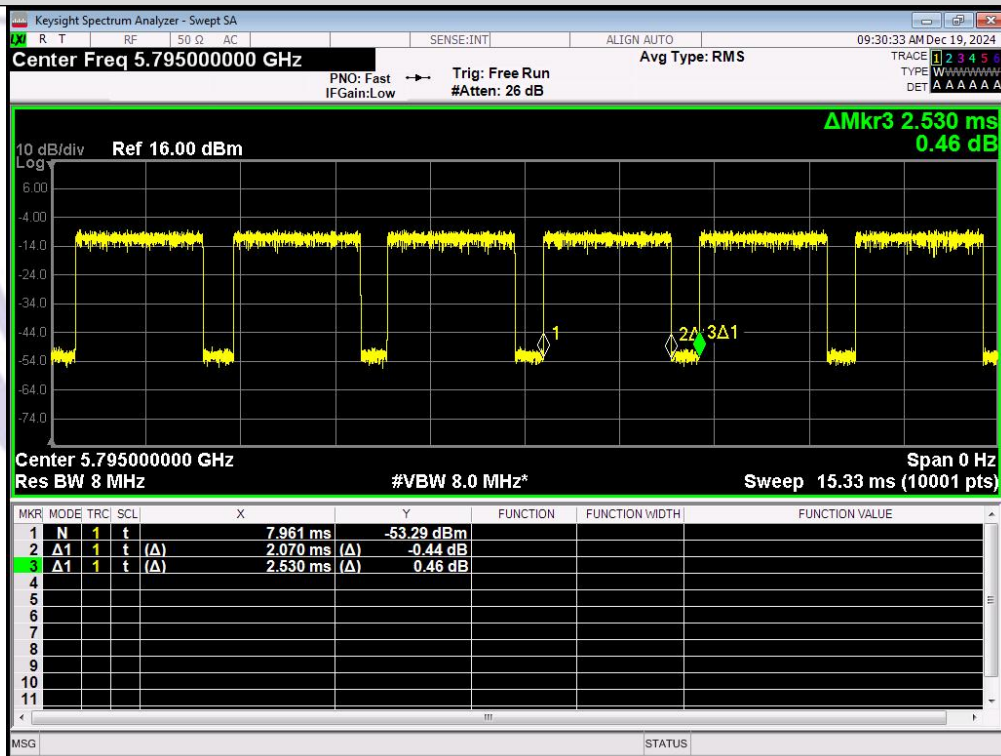 Keysight Spectrum Analyzer - Swept SA
LXI R T RF 50 Ω AC SENSE:INT ALIGN AUTO 09:30:33 AM Dec 19, 2024
Center Freq 5.795000000 GHz Avg Type: RMS TRACE 1 2 3 4 5 6
PNO: Fast Trig: Free Run TYPE W
IFGain:Low #Atten: 26 dB DET A A A A A A
ΔMkr3 2.530 ms
10 dB/div Ref 16.00 dBm 0.46 dB
Log
6.00
-4.00
-14.0
-24.0
-34.0
-44.0
1 2Δ 3Δ1
-54.0
-64.0
-74.0
Center 5.795000000 GHz Span 0 Hz
Res BW 8 MHz #VBW 8.0 MHz* Sweep 15.33 ms (10001 pts)
MKR MODE TRC SCL X Y FUNCTION FUNCTION WIDTH FUNCTION VALUE
1 N 1 t 7.961 ms -53.29 dBm
2 Δ1 1 t (Δ) 2.070 ms (Δ) -0.44 dB
3 Δ1 1 t (Δ) 2.530 ms (Δ) 0.46 dB
4
5
6
7
8
9
10
11
MSG STATUS